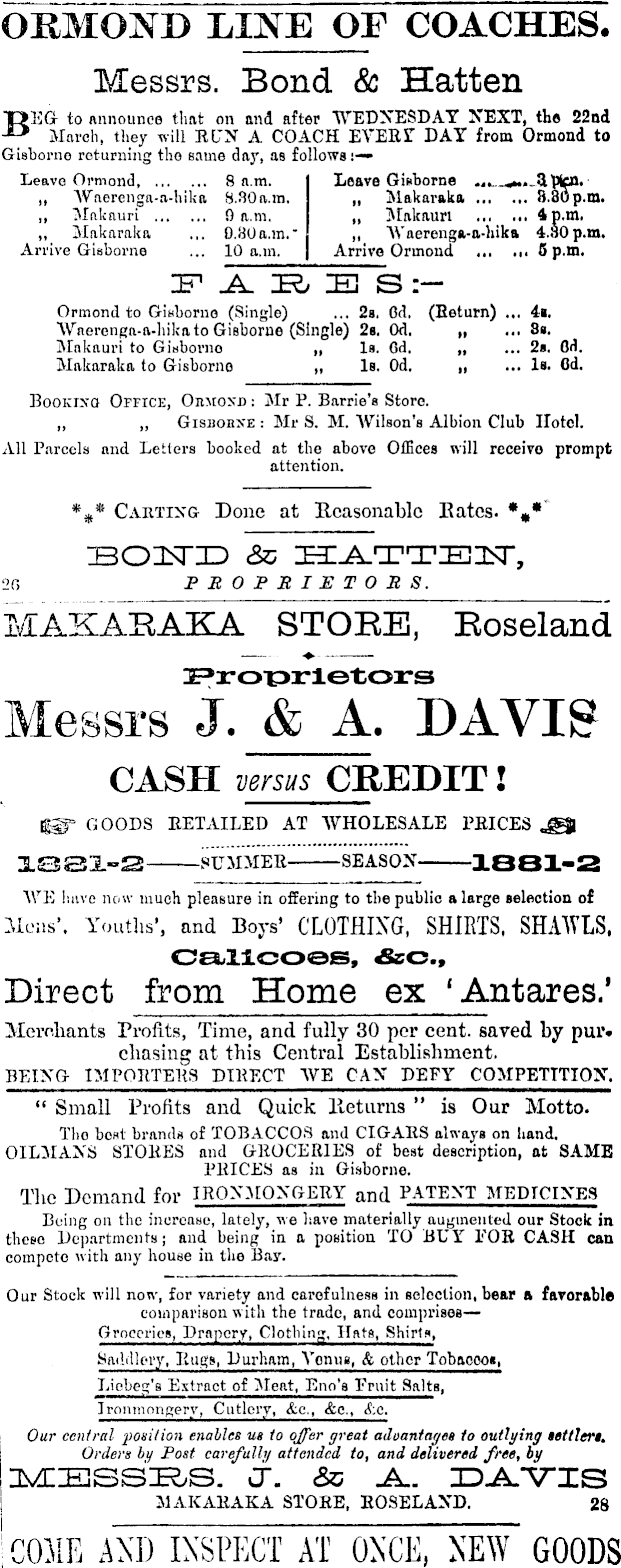 ORMOND LINE OF COACHES.
Messrs. Bond & Hatten
BEG to announce that on and after WEDNESDAY NEXT, the 22nd
March, they will RUN A COACH EVERY DAY from Ormond to
Gisborne returning the same day, as follows:—
Leave Ormond, ... ... 8 a.m.
„ Waerenga-a-hika 8.30 a.m.
„ Makauri ... ... 9 a.m.
„ Makaraka ... 9.30 a.m.
Arrive Gisborne ... 10 a.m.
Leave Gisborne ... ... 3 p.m.
„ Makaraka ... ... 3.30 p.m.
„ Makauri ... ... 4 p.m.
„ Waerenga-a-hika 4.30 p.m.
Arrive Ormond ... ... 5 p.m.
FARES:—
Ormond to Gisborne (Single) ... 2s. 6d. (Return) ... 4s.
Waerenga-a-hika to Gisborne (Single) 2s. 0d. „ ... 3s.
Makauri to Gisborne „ 1s. 6d. „ ... 2s. 6d.
Makaraka to Gisborne „ 1s. 0d. „ ... 1s. 6d.
BOOKING OFFICE, ORMOND: Mr P. Barrie's Store.
„ „ GISBORNE: Mr S. M. Wilson's Albion Club Hotel.
All Parcels and Letters booked at the above Offices will receive prompt
attention.
*** CARTING Done at Reasonable Rates. ***
BOND & HATTEN,
26 PROPRIETORS.
MAKARAKA STORE, Roseland
Proprietors
Messrs J. & A. DAVIS
CASH versus CREDIT!
GOODS RETAILED AT WHOLESALE PRICES
1881-2——SUMMER——SEASON——1881-2
WE have now much pleasure in offering to the public a large selection of
Mens', Youths', and Boys' CLOTHING, SHIRTS, SHAWLS,
Calicoes, &c.,
Direct from Home ex 'Antares.'
Merchants Profits, Time, and fully 30 per cent. saved by pur-
chasing at this Central Establishment.
BEING IMPORTERS DIRECT WE CAN DEFY COMPETITION.
"Small Profits and Quick Returns" is Our Motto.
The best brands of TOBACCOS and CIGARS always on hand.
OILMANS STORES and GROCERIES of best description, at SAME
PRICES as in Gisborne.
The Demand for IRONMONGERY and PATENT MEDICINES
Being on the increase, lately, we have materially augmented our Stock in
these Departments; and being in a position TO BUY FOR CASH can
compete with any house in the Bay.
Our Stock will now, for variety and carefulness in selection, bear a favorable
comparison with the trade, and comprises—
Groceries, Drapery, Clothing, Hats, Shirts,
Saddlery, Rugs, Durham, Venus, & other Tobaccos,
Liebeg's Extract of Meat, Eno's Fruit Salts,
Ironmongery, Cutlery, &c., &c., &c.
Our central position enables us to offer great advantages to outlying settlers.
Orders by Post carefully attended to, and delivered free, by
MESSRS. J. & A. DAVIS
MAKARAKA STORE, ROSELAND. 28
COME AND INSPECT AT ONCE, NEW GOODS